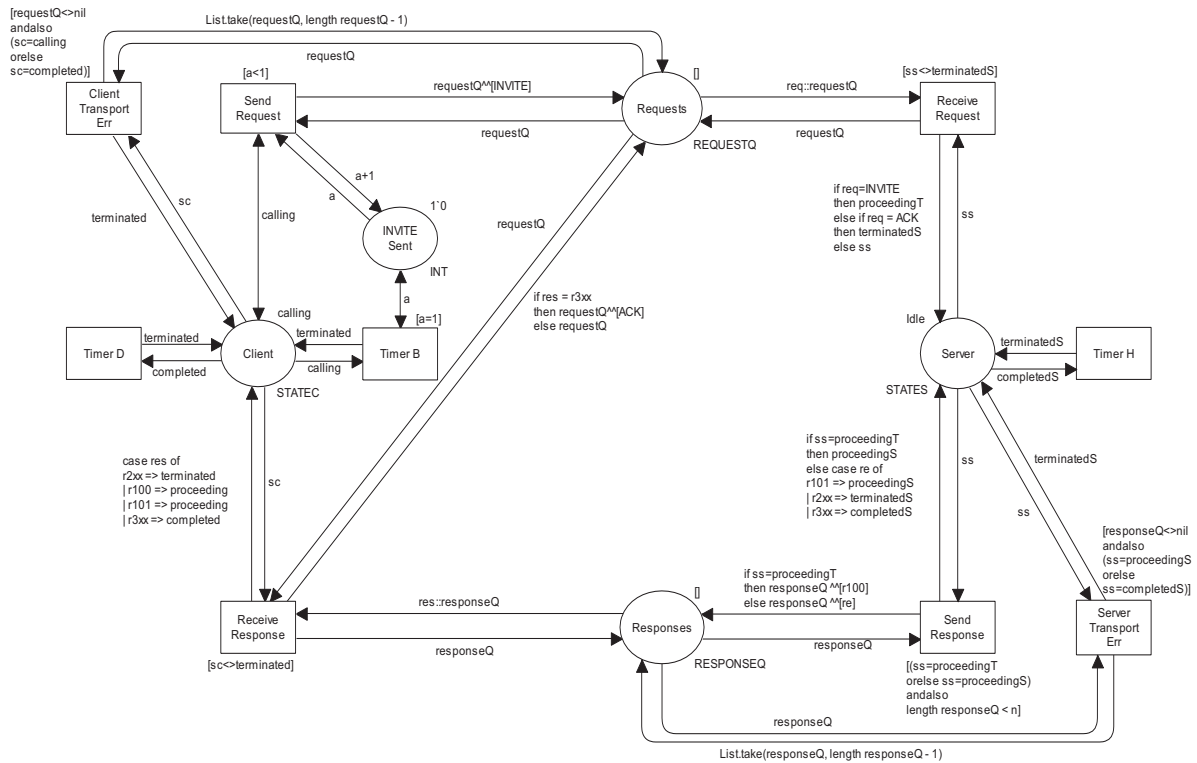 [requestQ<>nil
andalso
(sc=calling
orelse
sc=completed)]
List.take(requestQ, length requestQ - 1)
requestQ
Client
Transport
Err
[a<1]
Send
Request
requestQ^^[INVITE]
requestQ
[]
Requests
REQUESTQ
req::requestQ
requestQ
[ss<>terminatedS]
Receive
Request
a+1
a
sc
terminated
calling
1`0
INVITE
Sent
INT
requestQ
if req=INVITE
then proceedingT
else if req = ACK
then terminatedS
else ss
ss
a
[a=1]
if res = r3xx
then requestQ^^[ACK]
else requestQ
calling
Timer D
terminated
completed
Client
STATEC
terminated
calling
Timer B
Idle
Server
STATES
terminatedS
completedS
Timer H
case res of
r2xx => terminated
| r100 => proceeding
| r101 => proceeding
| r3xx => completed
sc
if ss=proceedingT
then proceedingS
else case re of
r101 => proceedingS
| r2xx => terminatedS
| r3xx => completedS
ss
terminatedS
ss
[responseQ<>nil
andalso
(ss=proceedingS
orelse
ss=completedS)]
Receive
Response
[sc<>terminated]
res::responseQ
responseQ
[]
Responses
RESPONSEQ
if ss=proceedingT
then responseQ ^^[r100]
else responseQ ^^[re]
responseQ
Send
Response
[(ss=proceedingT
orelse ss=proceedingS)
andalso
length responseQ < n]
Server
Transport
Err
responseQ
List.take(responseQ, length responseQ - 1)